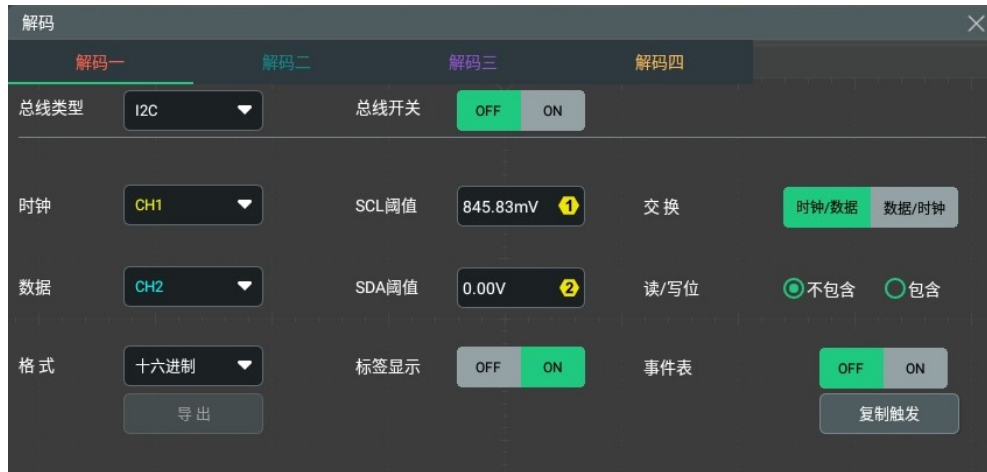 解码
解码一 解码二 解码三 解码四
总线类型 I2C 总线开关 OFF ON
时钟 CH1 SCL阈值 845.83mV 1 交换 时钟/数据 数据/时钟
数据 CH2 SDA阈值 0.00V 2 读/写位 不包含 包含
格式 十六进制 标签显示 OFF ON 事件表 OFF ON
导出 复制触发